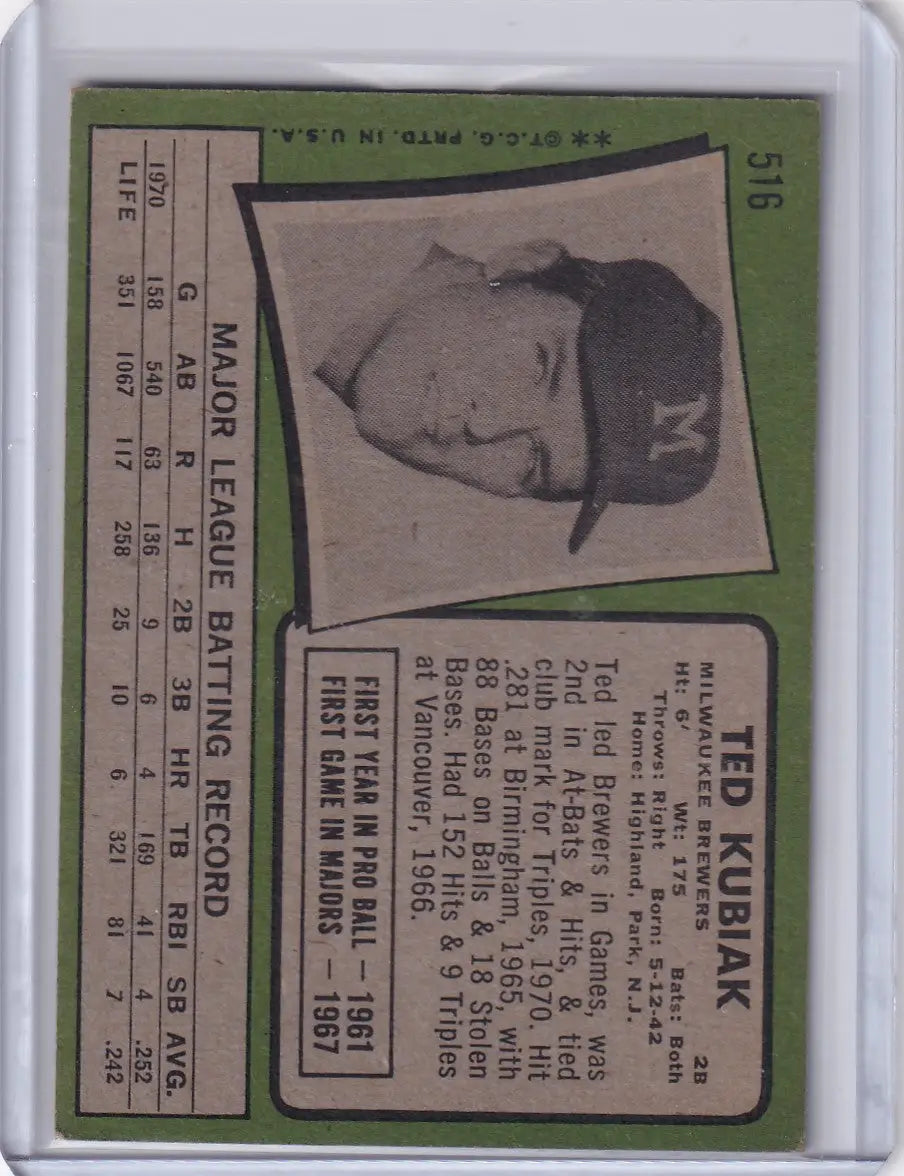 516
** ©T.C.G. PRTD. IN U.S.A.
M
TED KUBIAK
MILWAUKEE BREWERS 2B
Ht: 6' Wt: 175 Bats: Both
Throws: Right Born: 5-12-42
Home: Highland, Park, N.J.
Ted led Brewers in Games, was
2nd in At-Bats & Hits, & tied
club mark for Triples, 1970. Hit
.281 at Birmingham, 1965, with
88 Bases on Balls & 18 Stolen
Bases. Had 152 Hits & 9 Triples
at Vancouver, 1966.
FIRST YEAR IN PRO BALL — 1961
FIRST GAME IN MAJORS — 1967
MAJOR LEAGUE BATTING RECORD
G AB R H 2B 3B HR TB RBI SB AVG.
1970 158 540 63 136 9 6 4 169 41 4 .252
LIFE 351 1067 117 258 25 10 6 321 81 7 .242